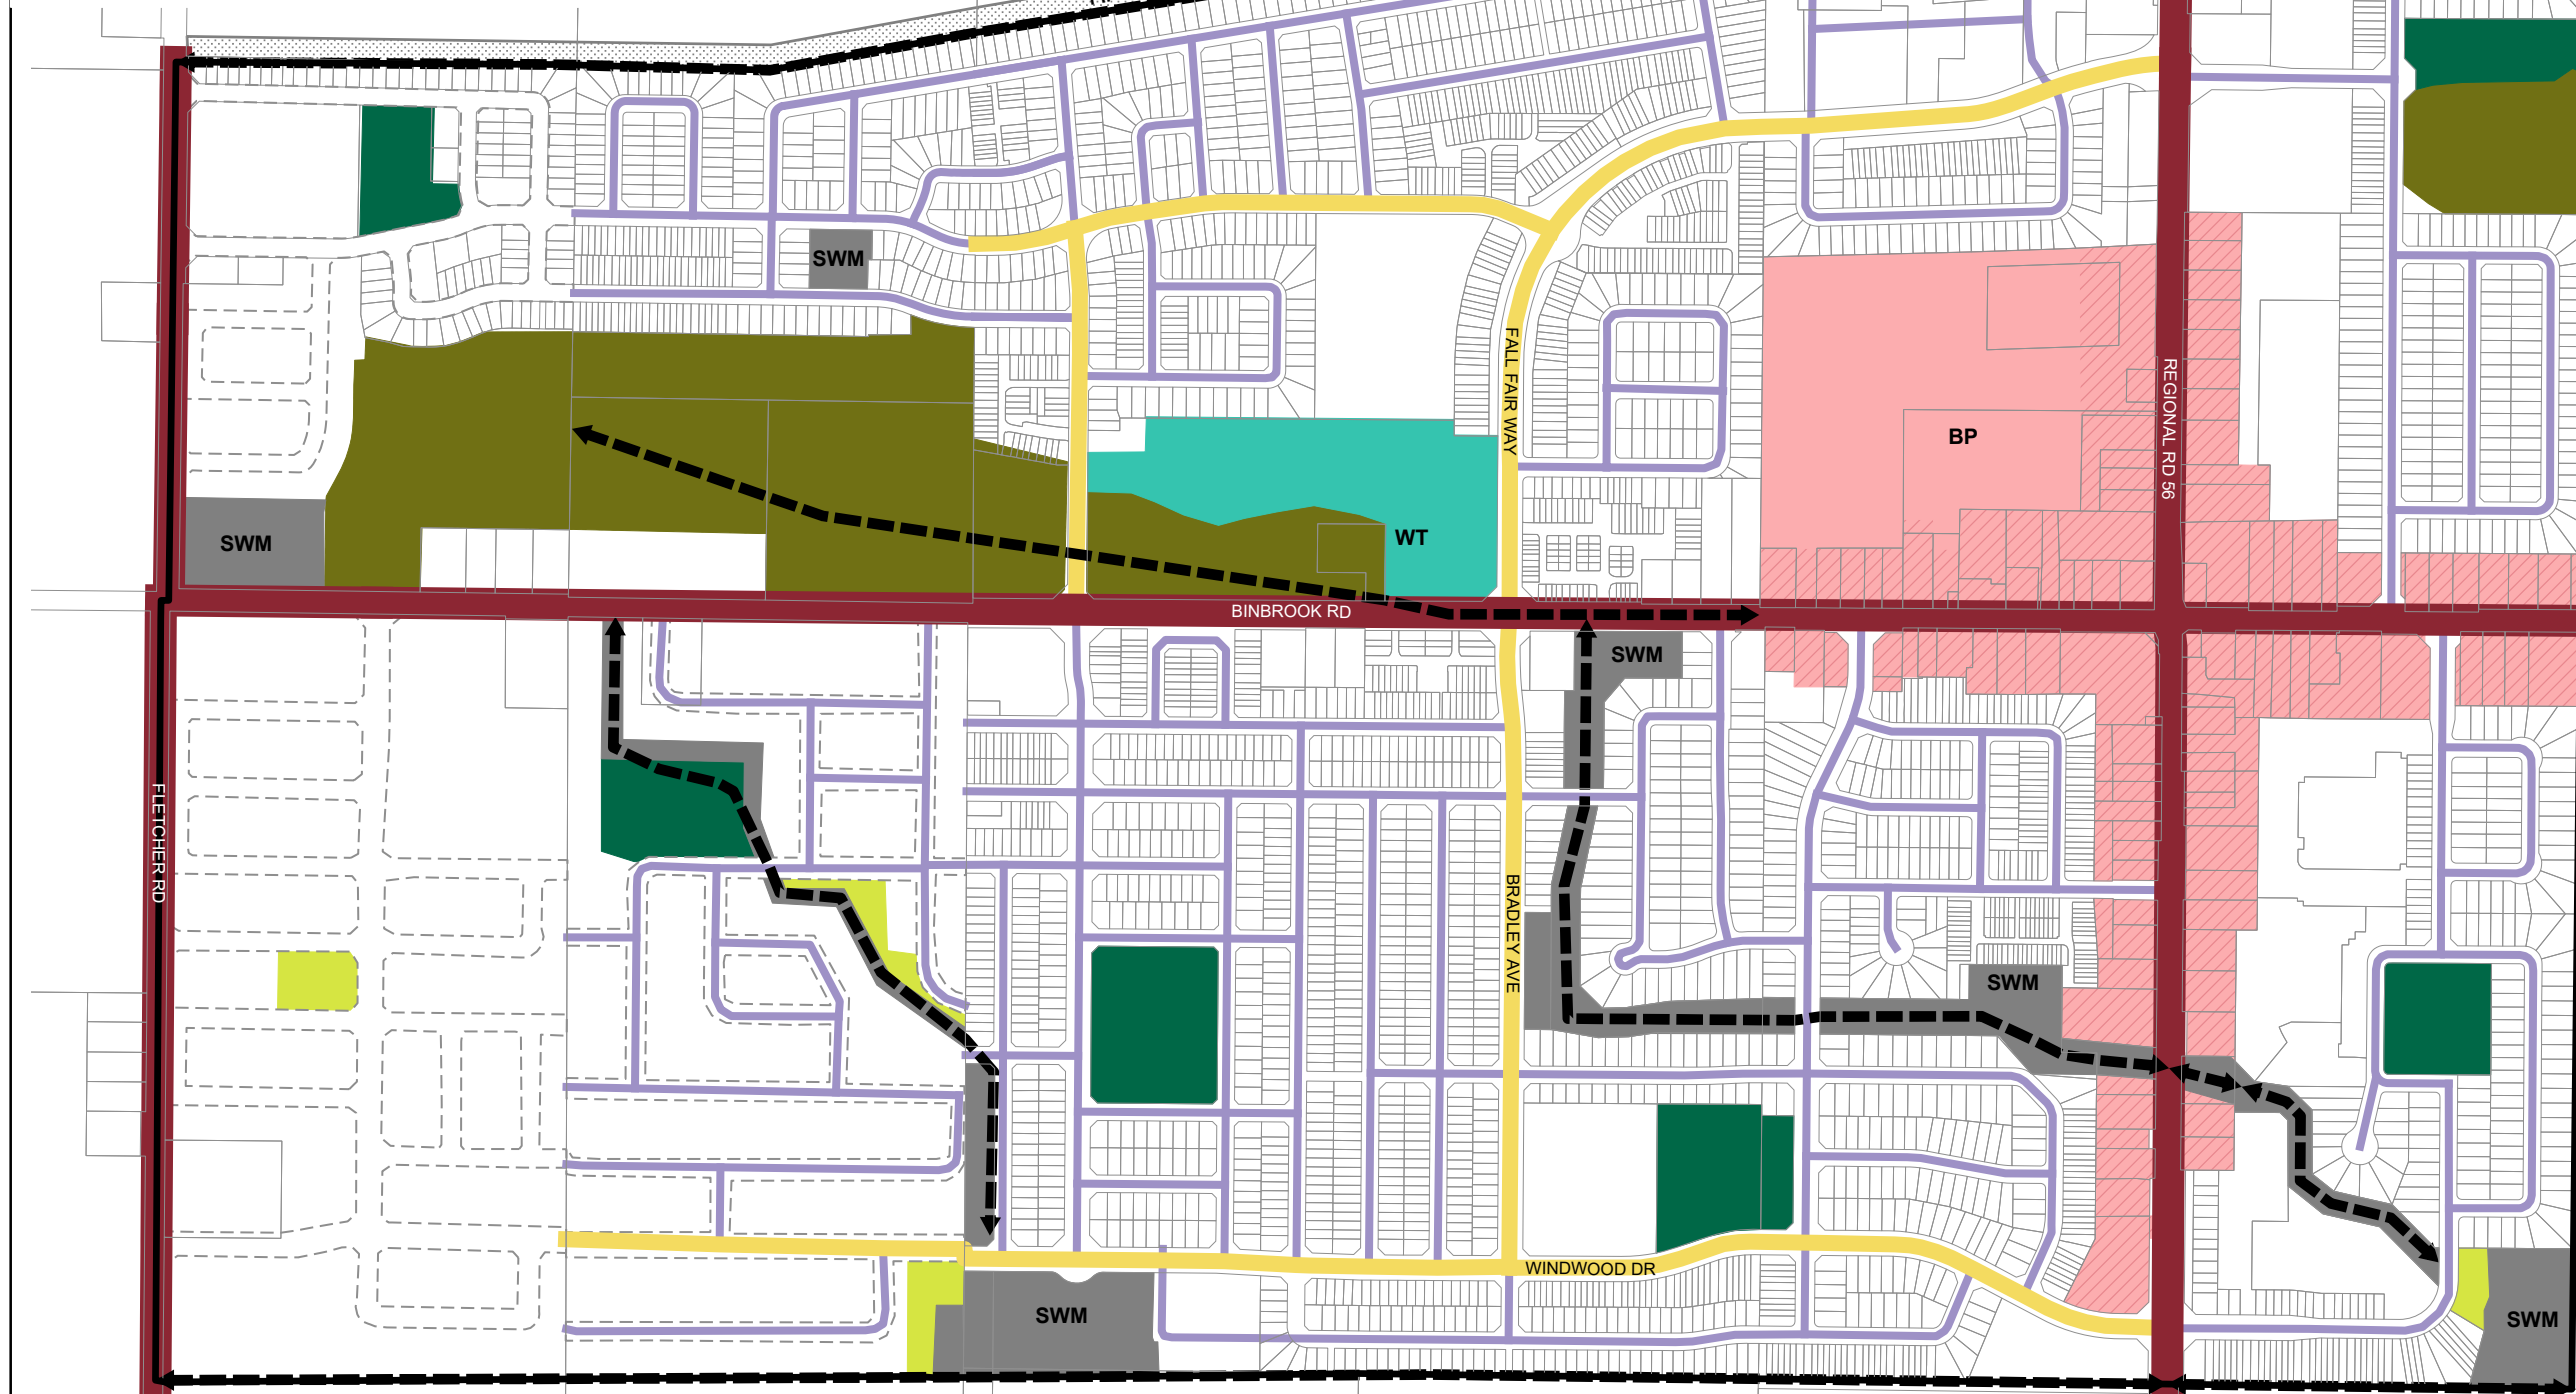 SWM
FALL FAIR WAY
REGIONAL RD 56
BP
SWM
WT
BINBROOK RD
SWM
FLETCHER RD
BRADLEY AVE
SWM
WINDWOOD DR
SWM
SWM